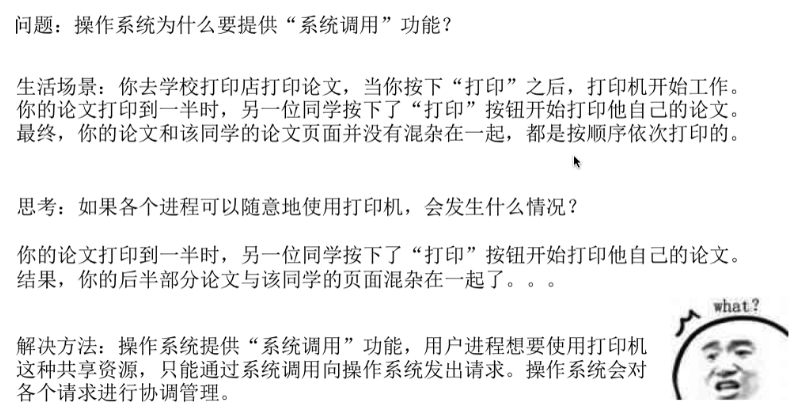 问题：操作系统为什么要提供“系统调用”功能？
生活场景：你去学校打印店打印论文，当你按下“打印”之后，打印机开始工作。
你的论文打印到一半时，另一位同学按下了“打印”按钮开始打印他自己的论文。
最终，你的论文和该同学的论文页面并没有混杂在一起，都是按顺序依次打印的。
思考：如果各个进程可以随意地使用打印机，会发生什么情况？
你的论文打印到一半时，另一位同学按下了“打印”按钮开始打印他自己的论文。
结果，你的后半部分论文与该同学的页面混杂在一起了。。。
what？
解决方法：操作系统提供“系统调用”功能，用户进程想要使用打印机
这种共享资源，只能通过系统调用向操作系统发出请求。操作系统会对
各个请求进行协调管理。